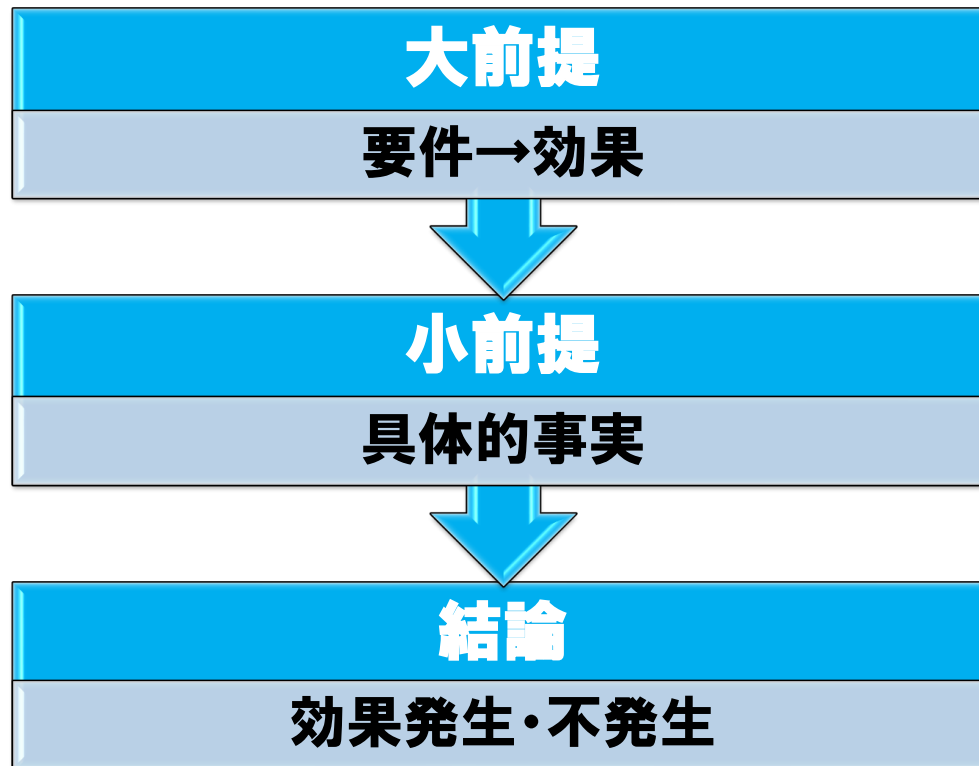 大前提
要件→効果
小前提
具体的事実
結論
効果発生・不発生